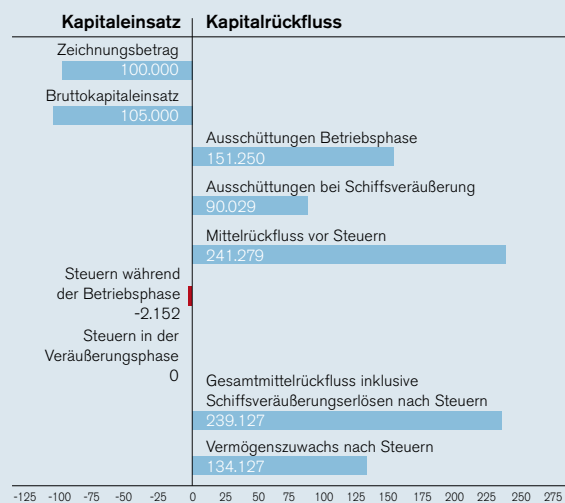 Kapitaleinsatz Kapitalrückfluss
Zeichnungsbetrag
100.000
Bruttokapitaleinsatz
105.000
Ausschüttungen Betriebsphase
151.250
Ausschüttungen bei Schiffsveräußerung
90.029
Mittelrückfluss vor Steuern
241.279
Steuern während
der Betriebsphase
-2.152
Steuern in der
Veräußerungsphase
0
Gesamtmittelrückfluss inklusive
Schiffsveräußerungserlösen nach Steuern
239.127
Vermögenszuwachs nach Steuern
134.127
-125 -100 -75 -50 -25 0 25 50 75 100 125 150 175 200 225 250 275